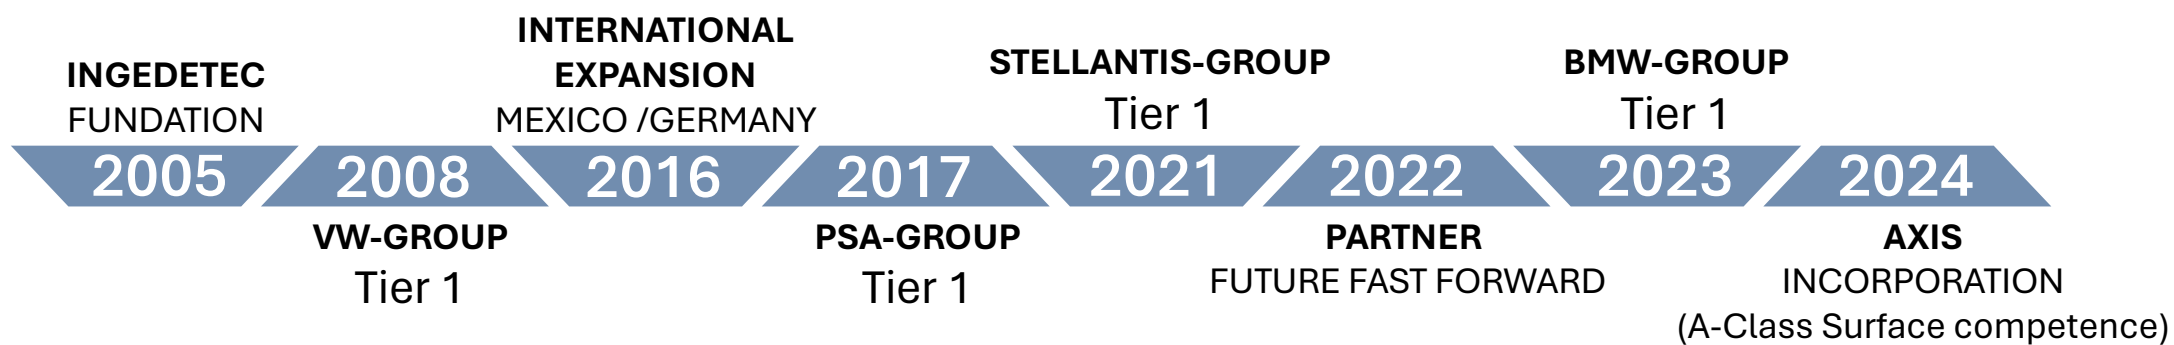 INGEDETEC
FUNDATION
2005
2008
VW-GROUP
Tier 1
INTERNATIONAL
EXPANSION
MEXICO /GERMANY
2016
2017
PSA-GROUP
Tier 1
STELLANTIS-GROUP
Tier 1
2021
2022
PARTNER
FUTURE FAST FORWARD
BMW-GROUP
Tier 1
2023
2024
AXIS
INCORPORATION
(A-Class Surface competence)